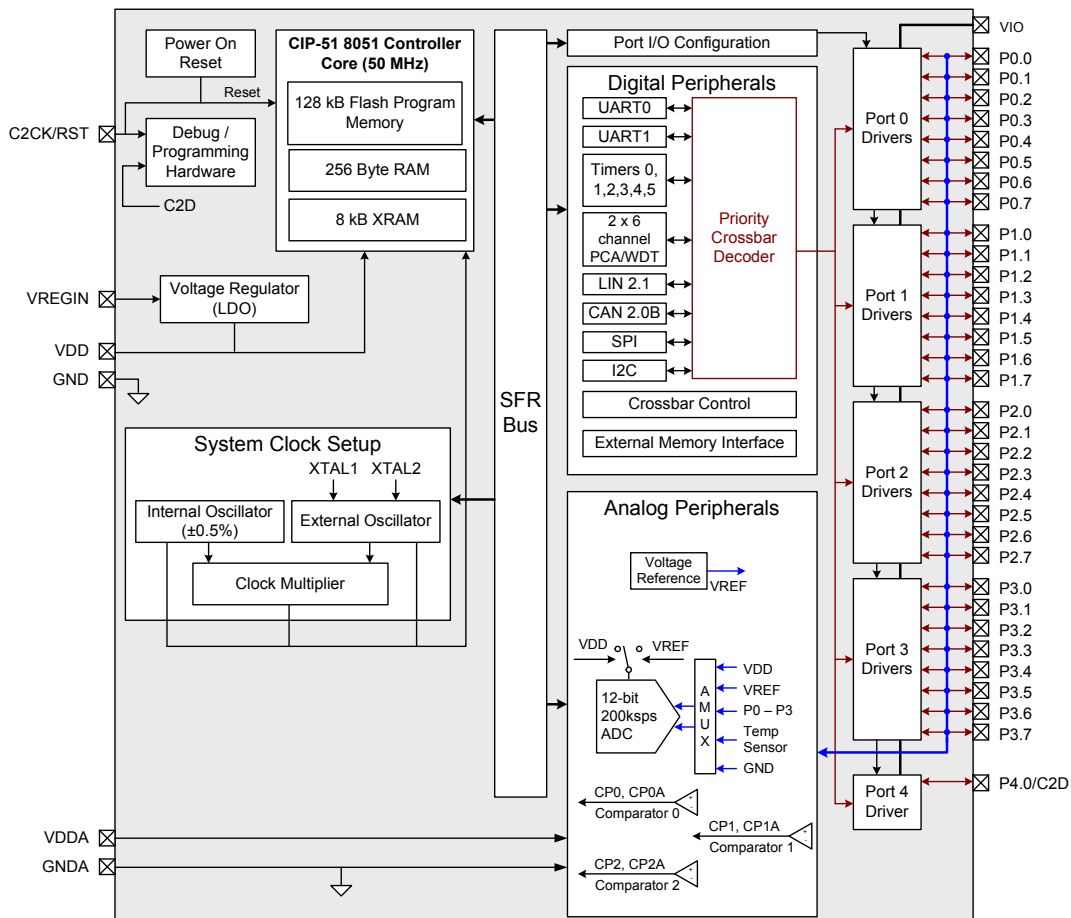 Power On
Reset
Reset
C2CK/RST
Debug /
Programming
Hardware
C2D
CIP-51 8051 Controller
Core (50 MHz)
128 kB Flash Program
Memory
256 Byte RAM
8 kB XRAM
VREGIN
Voltage Regulator
(LDO)
VDD
GND
System Clock Setup
XTAL1
XTAL2
Internal Oscillator
(±0.5%)
External Oscillator
Clock Multiplier
VDDA
GNDA
SFR
Bus
Port I/O Configuration
Digital Peripherals
UART0
UART1
Timers 0,
1,2,3,4,5
2 x 6
channel
PCA/WDT
LIN 2.1
CAN 2.0B
SPI
I2C
Priority
Crossbar
Decoder
Crossbar Control
External Memory Interface
Analog Peripherals
Voltage
Reference
VREF
VDD
VREF
12-bit
200ksps
ADC
A
M
U
X
VDD
VREF
P0 – P3
Temp
Sensor
GND
CP0, CP0A
Comparator 0
CP1, CP1A
Comparator 1
CP2, CP2A
Comparator 2
Port 0
Drivers
Port 1
Drivers
Port 2
Drivers
Port 3
Drivers
Port 4
Driver
VIO
P0.0
P0.1
P0.2
P0.3
P0.4
P0.5
P0.6
P0.7
P1.0
P1.1
P1.2
P1.3
P1.4
P1.5
P1.6
P1.7
P2.0
P2.1
P2.2
P2.3
P2.4
P2.5
P2.6
P2.7
P3.0
P3.1
P3.2
P3.3
P3.4
P3.5
P3.6
P3.7
P4.0/C2D